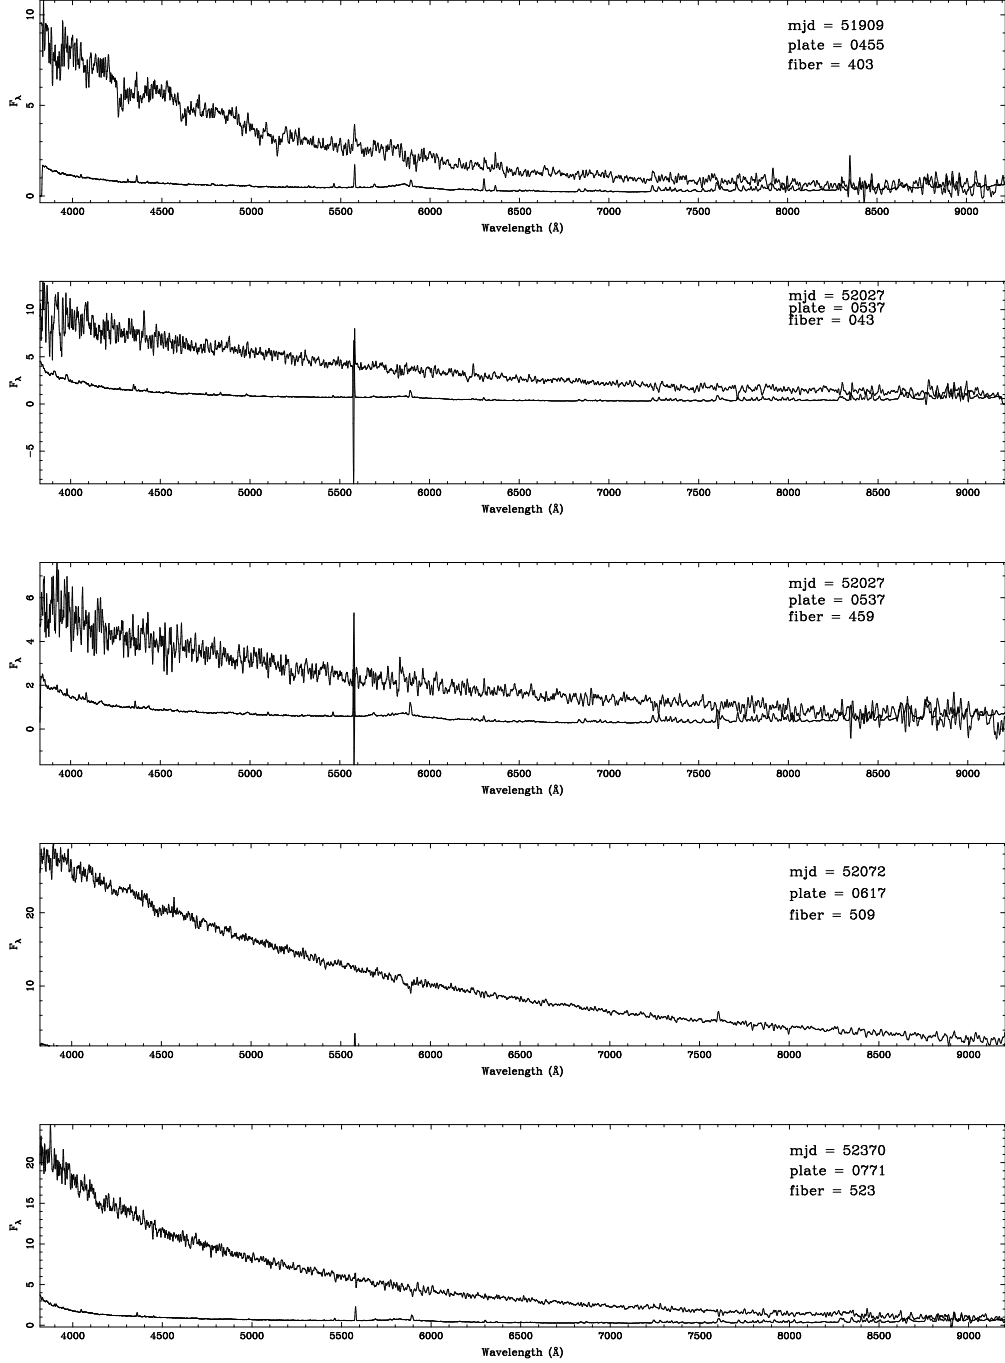 mjd = 51909
plate = 0455
fiber = 403
10
5
0
F_λ
4000 4500 5000 5500 6000 6500 7000 7500 8000 8500 9000
Wavelength (Å)
mjd = 52027
plate = 0537
fiber = 043
10
5
0
−5
F_λ
4000 4500 5000 5500 6000 6500 7000 7500 8000 8500 9000
Wavelength (Å)
mjd = 52027
plate = 0537
fiber = 459
6
4
2
0
F_λ
4000 4500 5000 5500 6000 6500 7000 7500 8000 8500 9000
Wavelength (Å)
mjd = 52072
plate = 0617
fiber = 509
20
10
F_λ
4000 4500 5000 5500 6000 6500 7000 7500 8000 8500 9000
Wavelength (Å)
mjd = 52370
plate = 0771
fiber = 523
20
15
10
5
0
F_λ
4000 4500 5000 5500 6000 6500 7000 7500 8000 8500 9000
Wavelength (Å)